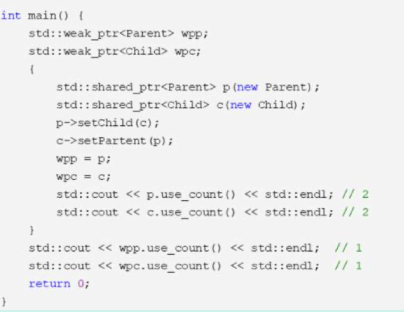 int main() {
    std::weak_ptr<Parent> wpp;
    std::weak_ptr<Child> wpc;
    {
        std::shared_ptr<Parent> p(new Parent);
        std::shared_ptr<Child> c(new Child);
        p->setChild(c);
        c->setPartent(p);
        wpp = p;
        wpc = c;
        std::cout << p.use_count() << std::endl; // 2
        std::cout << c.use_count() << std::endl; // 2
    }
    std::cout << wpp.use_count() << std::endl;  // 1
    std::cout << wpc.use_count() << std::endl;  // 1
    return 0;
}